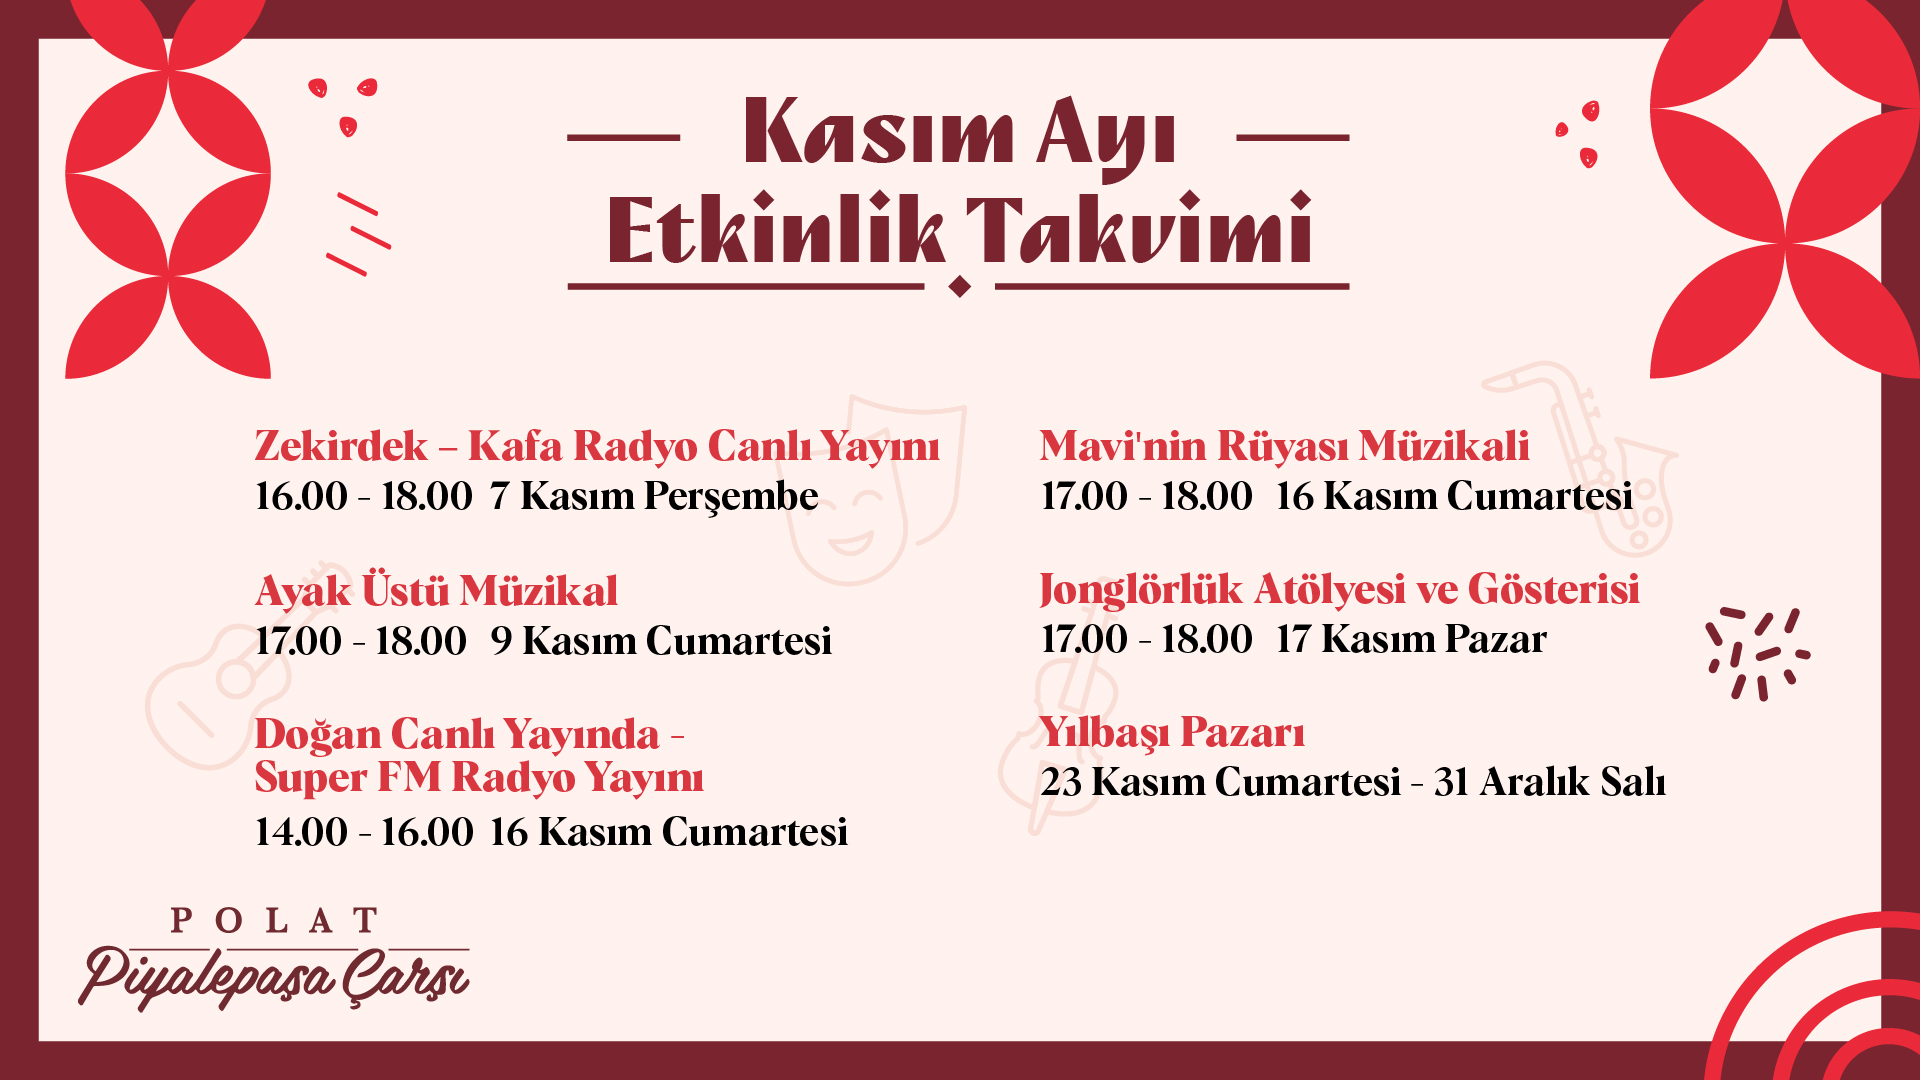 Kasım Ayı
Etkinlik Takvimi
Zekirdek – Kafa Radyo Canlı Yayını
16.00 - 18.00 7 Kasım Perşembe
Ayak Üstü Müzikal
17.00 - 18.00 9 Kasım Cumartesi
Doğan Canlı Yayında -
Super FM Radyo Yayını
14.00 - 16.00 16 Kasım Cumartesi
Mavi'nin Rüyası Müzikali
17.00 - 18.00 16 Kasım Cumartesi
Jonglörlük Atölyesi ve Gösterisi
17.00 - 18.00 17 Kasım Pazar
Yılbaşı Pazarı
23 Kasım Cumartesi - 31 Aralık Salı
POLAT
Piyalepaşa Çarşı